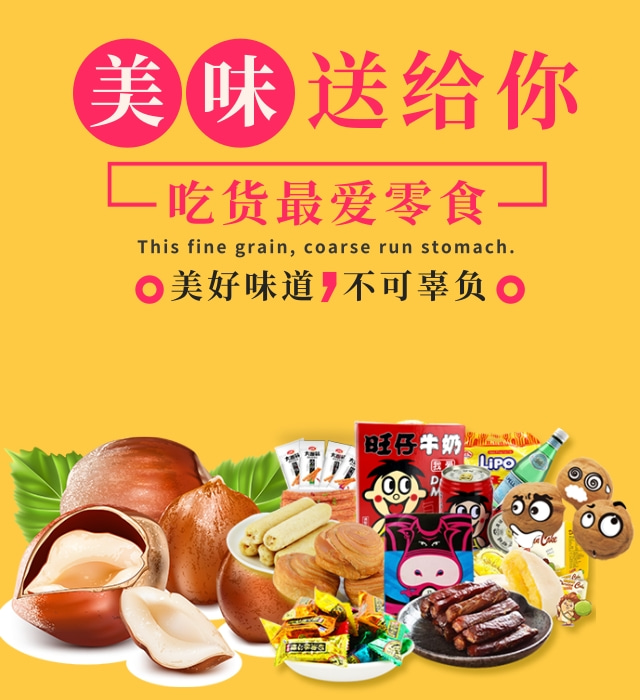 美味送给你
吃货最爱零食
This fine grain, coarse run stomach.
美好味道,不可辜负
旺仔牛奶
LIPO